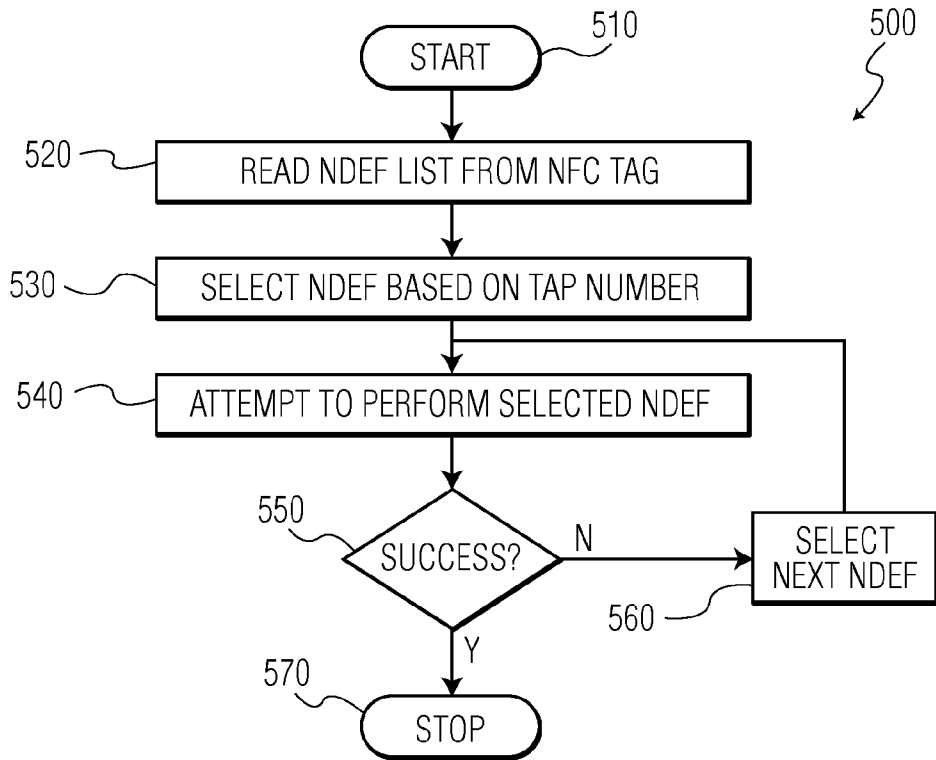 500
510
START
520
READ NDEF LIST FROM NFC TAG
530
SELECT NDEF BASED ON TAP NUMBER
540
ATTEMPT TO PERFORM SELECTED NDEF
550
SUCCESS?
N
SELECT
NEXT NDEF
560
Y
570
STOP